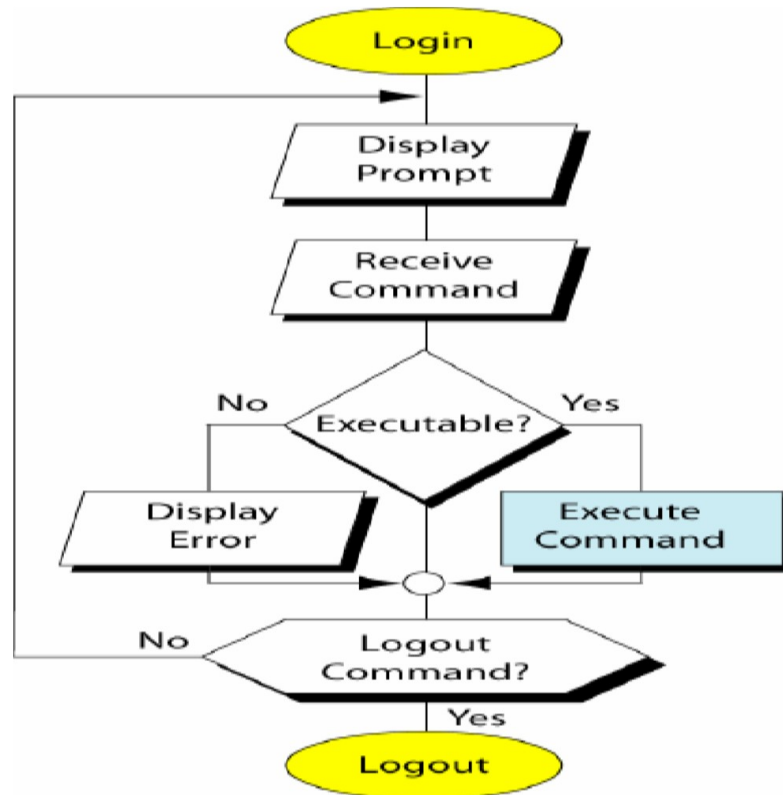 Login
Display
Prompt
Receive
Command
No
Executable?
Yes
Display
Error
Execute
Command
No
Logout
Command?
Yes
Logout